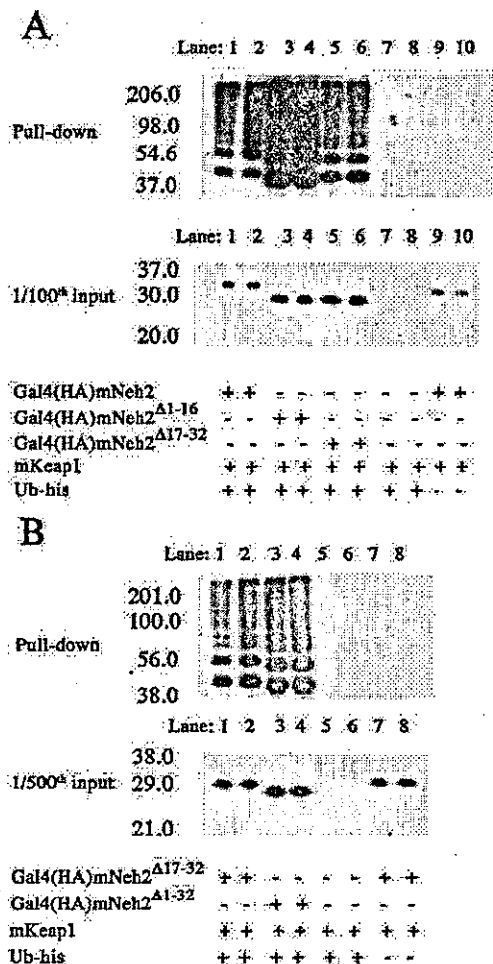 A
Lane: 1 2 3 4 5 6 7 8 9 10
206.0
98.0
Pull-down
54.6
37.0
Lane: 1 2 3 4 5 6 7 8 9 10
37.0
1/100th Input
30.0
20.0
Gal4(HA)mNeh2 + + - - - - - - + +
Gal4(HA)mNeh2Δ1-16 - - + + - - - - - -
Gal4(HA)mNeh2Δ17-32 - - - - + + - - - -
mKeap1 + + + + + + + + + +
Ub-his + + + + + + + + - -
B
Lane: 1 2 3 4 5 6 7 8
201.0
100.0
Pull-down
56.0
38.0
Lane: 1 2 3 4 5 6 7 8
38.0
1/500th input
29.0
21.0
Gal4(HA)mNeh2Δ17-32 + + - - - - + +
Gal4(HA)mNeh2Δ1-32 - - + + - - - -
mKeap1 + + + + + + + +
Ub-his + + + + + + - -